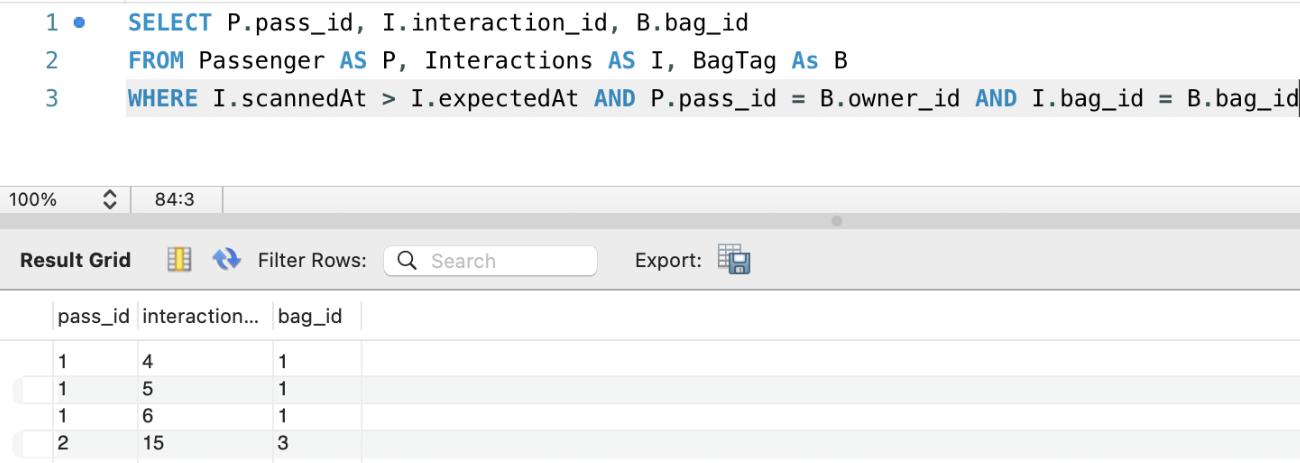 1 SELECT P.pass_id, I.interaction_id, B.bag_id
2 FROM Passenger AS P, Interactions AS I, BagTag As B
3 WHERE I.scannedAt > I.expectedAt AND P.pass_id = B.owner_id AND I.bag_id = B.bag_id
100% 84:3
Result Grid Filter Rows: Search Export:
pass_id interaction... bag_id
1 4 1
1 5 1
1 6 1
2 15 3